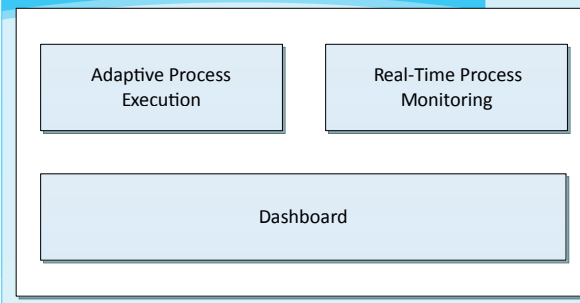 Adaptive Process
Execution
Real-Time Process
Monitoring
Dashboard